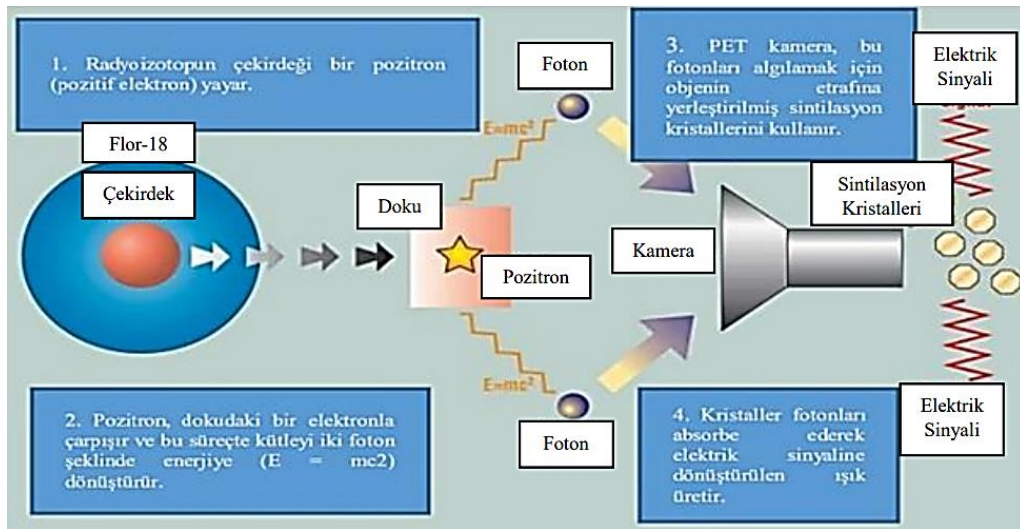 1. Radyoizotopun çekirdeği bir pozitron
(pozitif elektron) yayar.
Foton
3. PET kamera, bu
fotonları algılamak için
objenin etrafına
yerleştirilmiş sintilasyon
kristallerini kullanır.
Elektrik
Sinyali
Flor-18
Çekirdek
E=mc²
Doku
Pozitron
Kamera
Sintilasyon
Kristalleri
E=mc²
2. Pozitron, dokudaki bir elektronla
çarpışır ve bu süreçte kütleyi iki foton
şeklinde enerjiye (E = mc2)
dönüştürür.
Foton
4. Kristaller fotonları
absorbe ederek
elektrik sinyaline
dönüştürülen ışık
üretir.
Elektrik
Sinyali